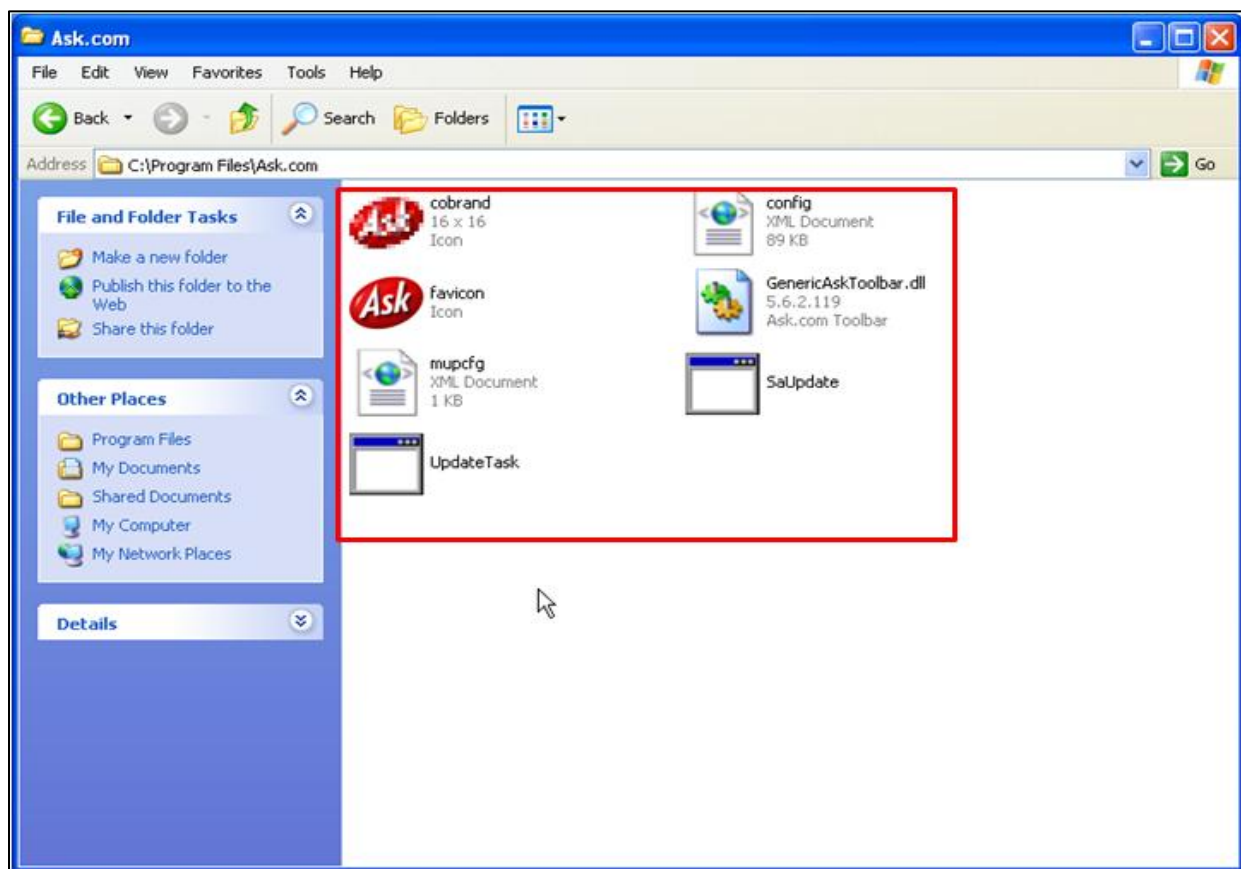 Ask.com
File Edit View Favorites Tools Help
Back Search Folders
Address C:\Program Files\Ask.com Go
File and Folder Tasks
Make a new folder
Publish this folder to the
Web
Share this folder
Other Places
Program Files
My Documents
Shared Documents
My Computer
My Network Places
Details
Ask
cobrand
16 x 16
Icon
config
XML Document
89 KB
Ask
favicon
Icon
GenericAskToolbar.dll
5.6.2.119
Ask.com Toolbar
mupcfg
XML Document
1 KB
SaUpdate
UpdateTask